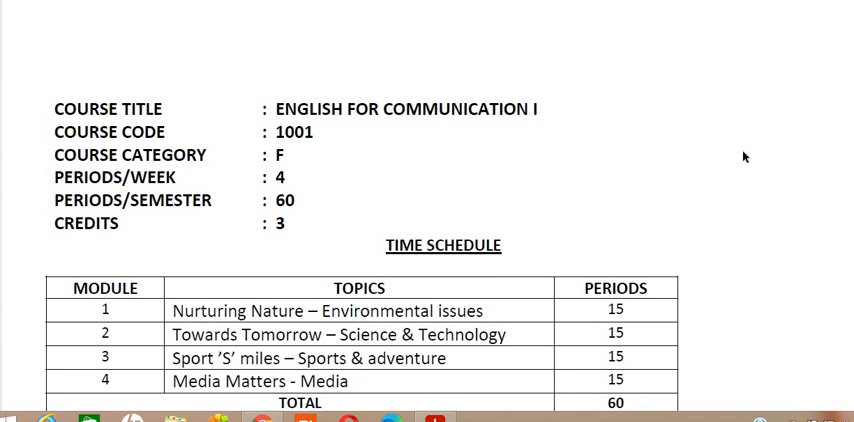 COURSE TITLE : ENGLISH FOR COMMUNICATION I
COURSE CODE : 1001
COURSE CATEGORY : F
PERIODS/WEEK : 4
PERIODS/SEMESTER : 60
CREDITS : 3
TIME SCHEDULE
MODULE TOPICS PERIODS
1 Nurturing Nature – Environmental issues 15
2 Towards Tomorrow – Science & Technology 15
3 Sport ’S’ miles – Sports & adventure 15
4 Media Matters - Media 15
TOTAL 60